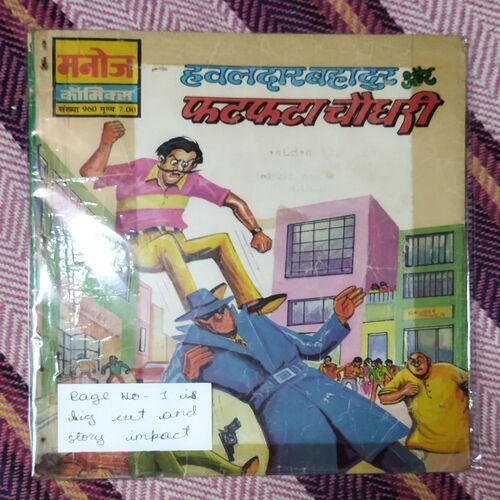 मनोज
कॉमिक्स
संख्या 960 मूल्य 7.00
हवलदार बहादुर और
फटफटा चौधरी
Page No - 1 is
big cut and
story impact